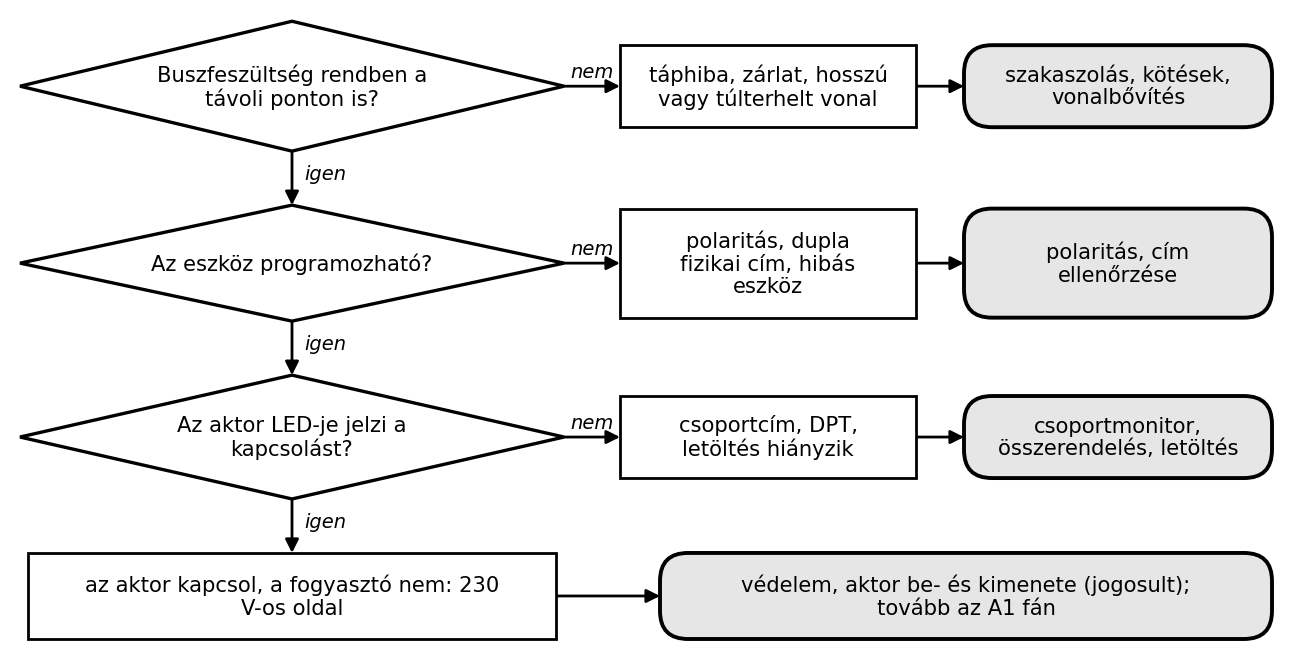 Buszfeszültség rendben a
távoli ponton is?
nem
táphiba, zárlat, hosszú
vagy túlterhelt vonal
szakaszolás, kötések,
vonalbővítés
igen
Az eszköz programozható?
nem
polaritás, dupla
fizikai cím, hibás
eszköz
polaritás, cím
ellenőrzése
igen
Az aktor LED-je jelzi a
kapcsolást?
nem
csoportcím, DPT,
letöltés hiányzik
csoportmonitor,
összerendelés, letöltés
igen
az aktor kapcsol, a fogyasztó nem: 230
V-os oldal
védelem, aktor be- és kimenete (jogosult);
tovább az A1 fán